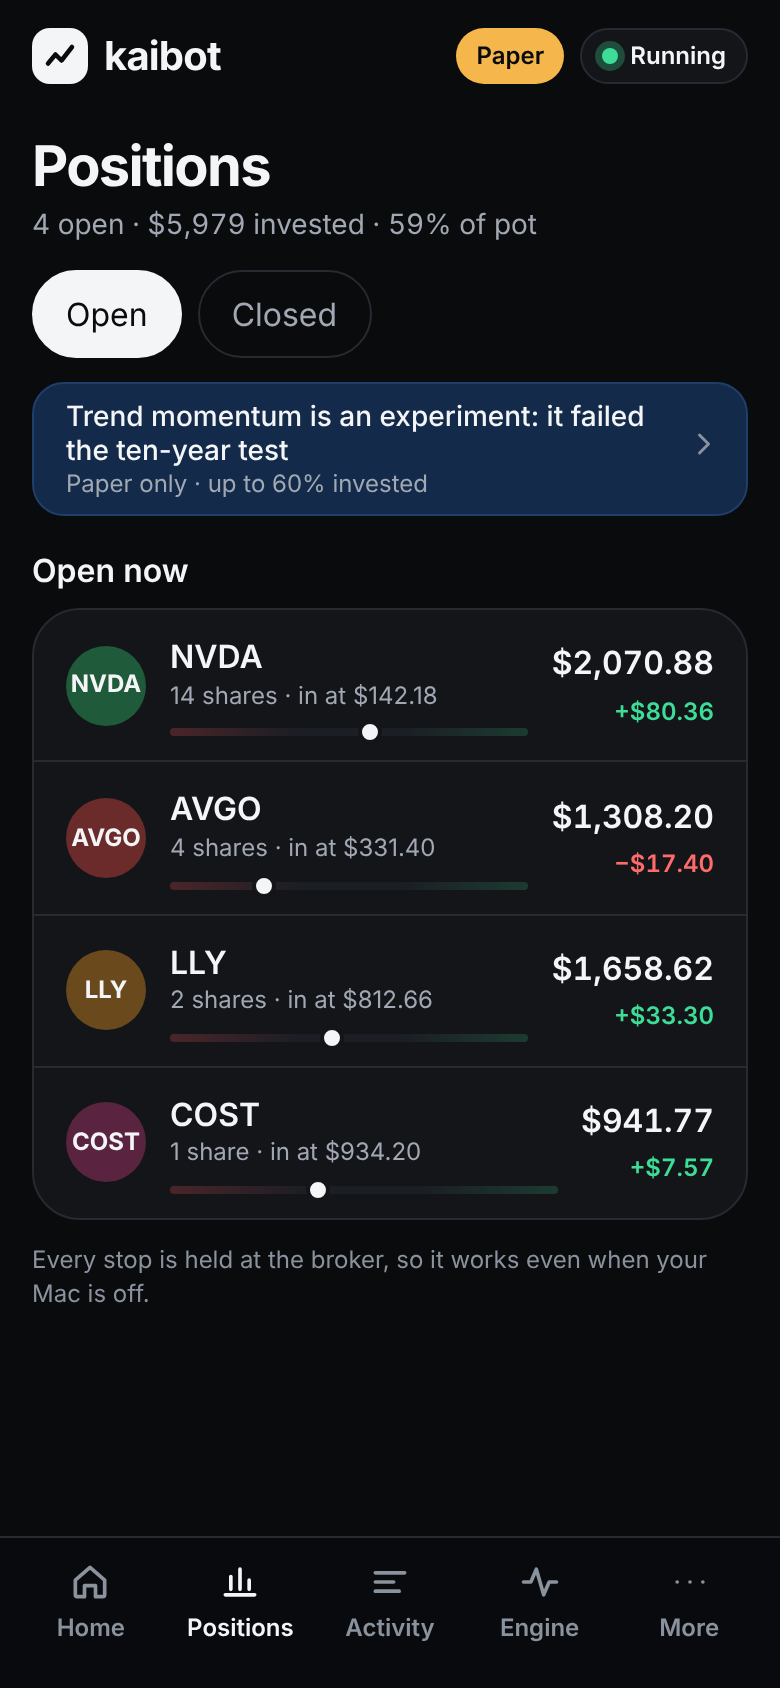 kaibot
Paper
Running
Positions
4 open · $5,979 invested · 59% of pot
Open
Closed
Trend momentum is an experiment: it failed
the ten-year test
Paper only · up to 60% invested
Open now
NVDA
NVDA
14 shares · in at $142.18
$2,070.88
+$80.36
AVGO
AVGO
4 shares · in at $331.40
$1,308.20
−$17.40
LLY
LLY
2 shares · in at $812.66
$1,658.62
+$33.30
COST
COST
1 share · in at $934.20
$941.77
+$7.57
Every stop is held at the broker, so it works even when your
Mac is off.
Home
Positions
Activity
Engine
More